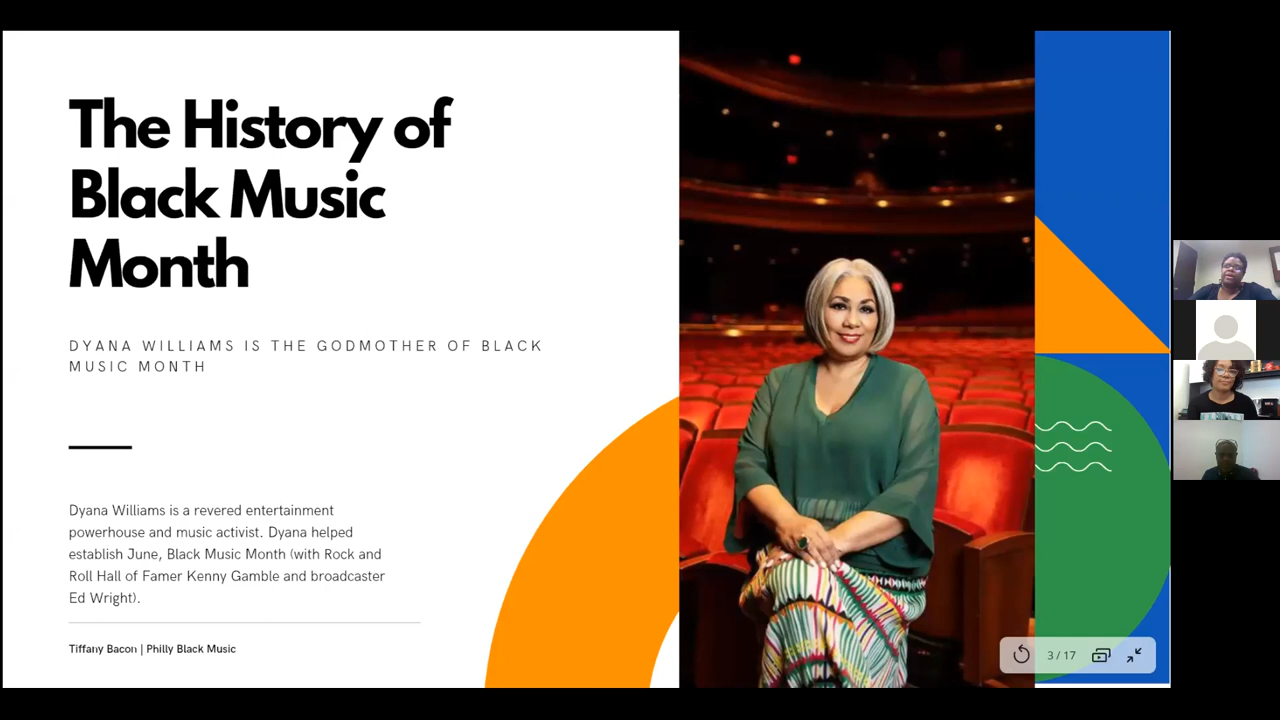 The History of
Black Music
Month
DYANA WILLIAMS IS THE GODMOTHER OF BLACK
MUSIC MONTH
Dyana Williams is a revered entertainment
powerhouse and music activist. Dyana helped
establish June, Black Music Month (with Rock and
Roll Hall of Famer Kenny Gamble and broadcaster
Ed Wright).
Tiffany Bacon | Philly Black Music
3 / 17